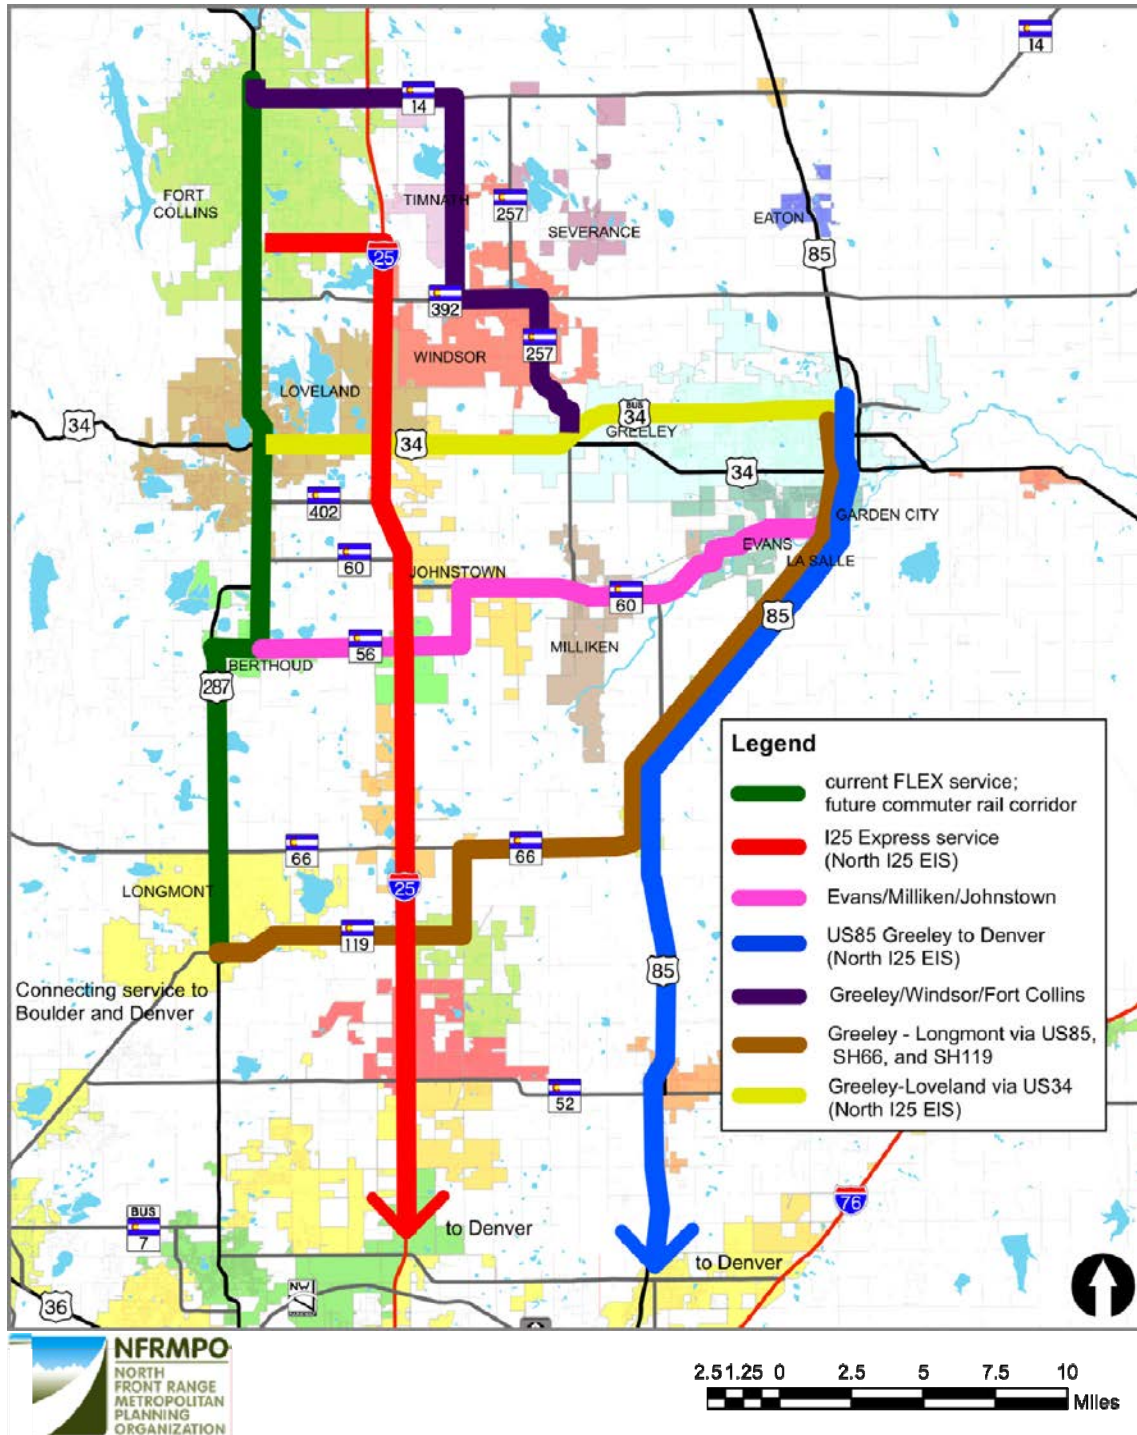 14
14
FORT
COLLINS
TIMNATH
257
SEVERANCE
EATON
85
25
392
257
WINDSOR
LOVELAND
34
34
BUS
34
GREELEY
34
402
GARDEN CITY
EVANS
LA SALLE
60
JOHNSTOWN
60
85
56
MILLIKEN
BERTHOUD
287
66
66
LONGMONT
25
119
85
Connecting service to
Boulder and Denver
52
BUS
7
to Denver
to Denver
76
36
NW
Legend
current FLEX service;
future commuter rail corridor
I25 Express service
(North I25 EIS)
Evans/Milliken/Johnstown
US85 Greeley to Denver
(North I25 EIS)
Greeley/Windsor/Fort Collins
Greeley - Longmont via US85,
SH66, and SH119
Greeley-Loveland via US34
(North I25 EIS)
NFRMPO
NORTH
FRONT RANGE
METROPOLITAN
PLANNING
ORGANIZATION
2.5 1.25 0 2.5 5 7.5 10
Miles